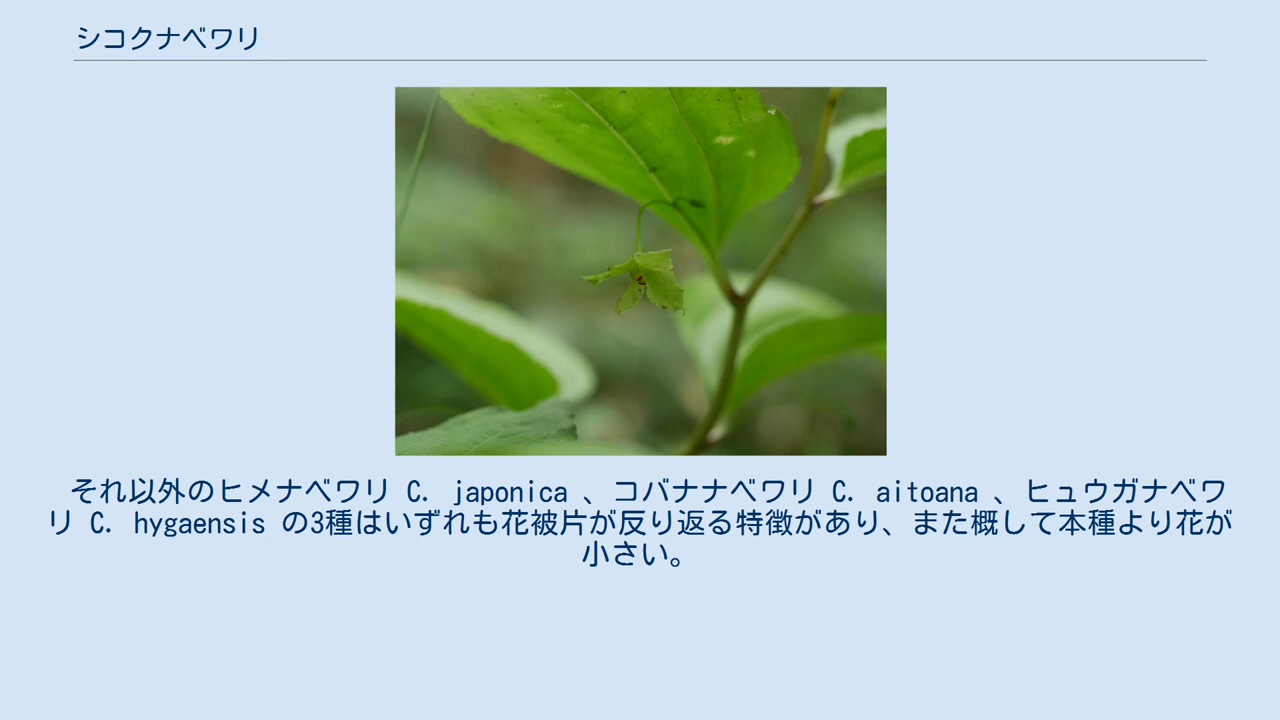 シコクナベワリ
それ以外のヒメナベワリ C. japonica 、コバナナベワリ C. aitoana 、ヒュウガナベワ
リ C. hygaensis の3種はいずれも花被片が反り返る特徴があり、また概して本種より花が
小さい。